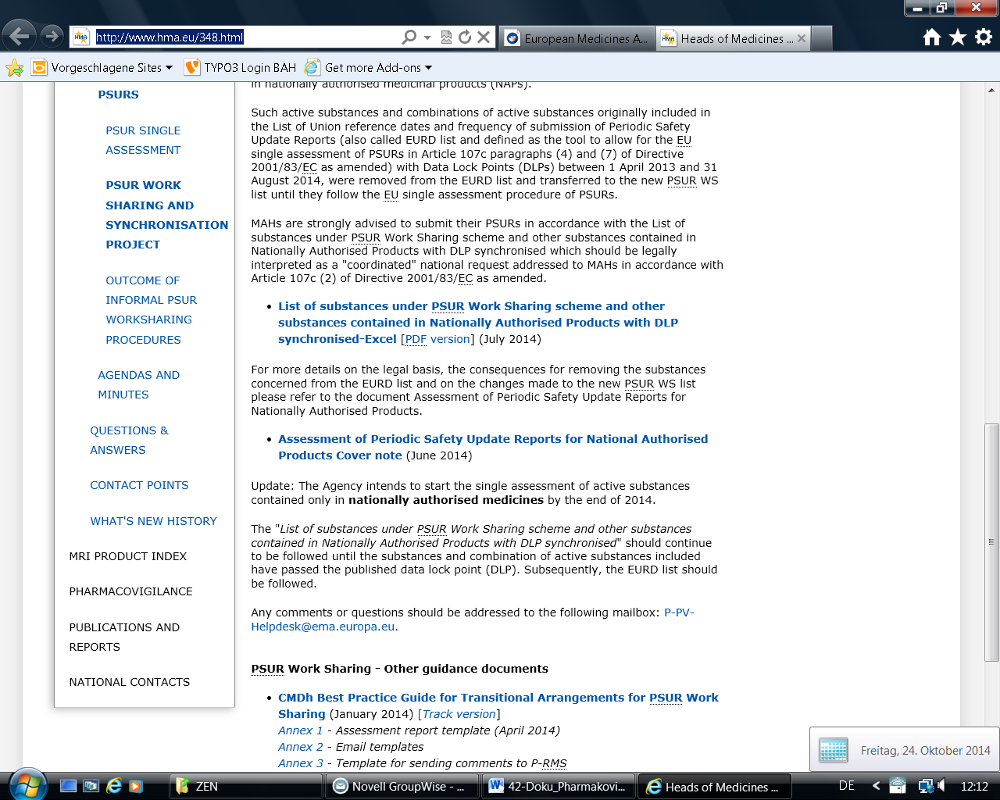 http://www.hma.eu/348.html
European Medicines A...
Heads of Medicines ...
Vorgeschlagene Sites
TYPO3 Login BAH
Get more Add-ons
PSURS
PSUR SINGLE
ASSESSMENT
PSUR WORK
SHARING AND
SYNCHRONISATION
PROJECT
OUTCOME OF
INFORMAL PSUR
WORKSHARING
PROCEDURES
AGENDAS AND
MINUTES
QUESTIONS &
ANSWERS
CONTACT POINTS
WHAT'S NEW HISTORY
MRI PRODUCT INDEX
PHARMACOVIGILANCE
PUBLICATIONS AND
REPORTS
NATIONAL CONTACTS
in nationally authorised medicinal products (NAPs).
Such active substances and combinations of active substances originally included in
the List of Union reference dates and frequency of submission of Periodic Safety
Update Reports (also called EURD list and defined as the tool to allow for the EU
single assessment of PSURs in Article 107c paragraphs (4) and (7) of Directive
2001/83/EC as amended) with Data Lock Points (DLPs) between 1 April 2013 and 31
August 2014, were removed from the EURD list and transferred to the new PSUR WS
list until they follow the EU single assessment procedure of PSURs.
MAHs are strongly advised to submit their PSURs in accordance with the List of
substances under PSUR Work Sharing scheme and other substances contained in
Nationally Authorised Products with DLP synchronised which should be legally
interpreted as a "coordinated" national request addressed to MAHs in accordance with
Article 107c (2) of Directive 2001/83/EC as amended.
• List of substances under PSUR Work Sharing scheme and other
substances contained in Nationally Authorised Products with DLP
synchronised-Excel [PDF version] (July 2014)
For more details on the legal basis, the consequences for removing the substances
concerned from the EURD list and on the changes made to the new PSUR WS list
please refer to the document Assessment of Periodic Safety Update Reports for
Nationally Authorised Products.
• Assessment of Periodic Safety Update Reports for National Authorised
Products Cover note (June 2014)
Update: The Agency intends to start the single assessment of active substances
contained only in nationally authorised medicines by the end of 2014.
The "List of substances under PSUR Work Sharing scheme and other substances
contained in Nationally Authorised Products with DLP synchronised" should continue
to be followed until the substances and combination of active substances included
have passed the published data lock point (DLP). Subsequently, the EURD list should
be followed.
Any comments or questions should be addressed to the following mailbox: P-PV-
Helpdesk@ema.europa.eu.
PSUR Work Sharing - Other guidance documents
• CMDh Best Practice Guide for Transitional Arrangements for PSUR Work
Sharing (January 2014) [Track version]
Annex 1 - Assessment report template (April 2014)
Annex 2 - Email templates
Annex 3 - Template for sending comments to P-RMS
Freitag, 24. Oktober 2014
ZEN
Novell GroupWise - ...
42-Doku_Pharmakovi...
Heads of Medicines ...
DE
12:12